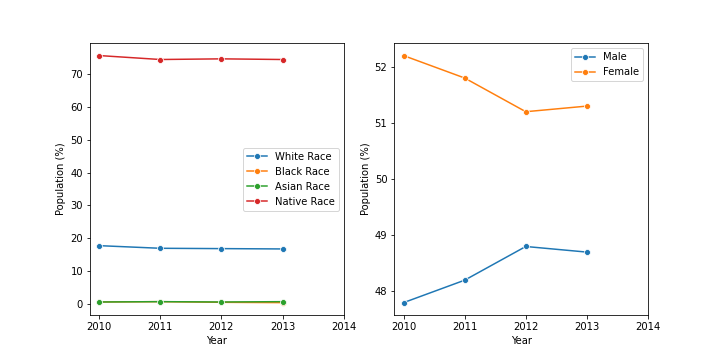 Population (%)
70
60
50
40
30
20
10
0
White Race
Black Race
Asian Race
Native Race
2010 2011 2012 2013 2014
Year
Population (%)
52
51
50
49
48
Male
Female
2010 2011 2012 2013 2014
Year